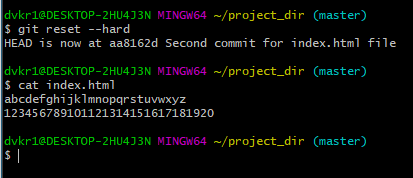 dvkr1@DESKTOP-2HU4J3N MINGW64 ~/project_dir (master)
$ git reset --hard
HEAD is now at aa8162d Second commit for index.html file
dvkr1@DESKTOP-2HU4J3N MINGW64 ~/project_dir (master)
$ cat index.html
abcdefghijklmnopqrstuvwxyz
123456789101121314151617181920
dvkr1@DESKTOP-2HU4J3N MINGW64 ~/project_dir (master)
$